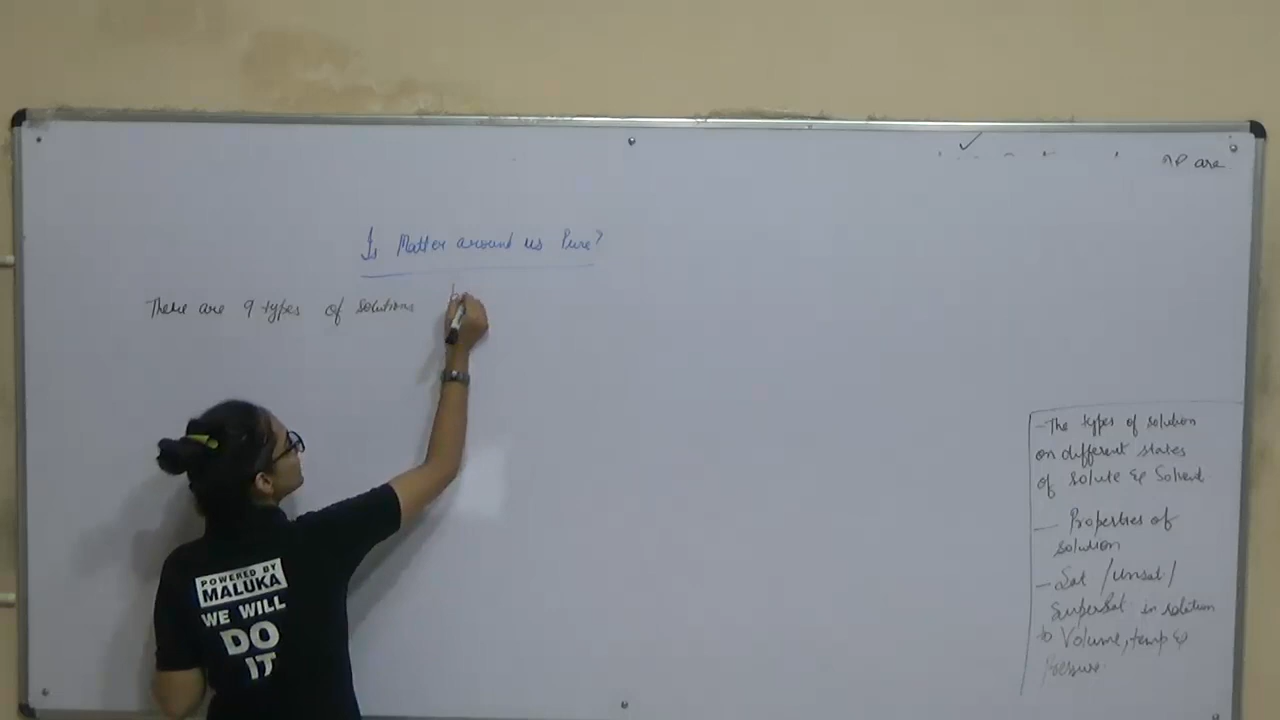 are
Is Matter around us Pure?
There are 9 types of solutions
- The types of solution
on different states
of solute & Solvent
- Properties of
solution
- Sat / Unsat /
SuperSat in solution
to Volume, temp &
Pressure
POWERED BY
MALUKA
WE WILL
DO
IT